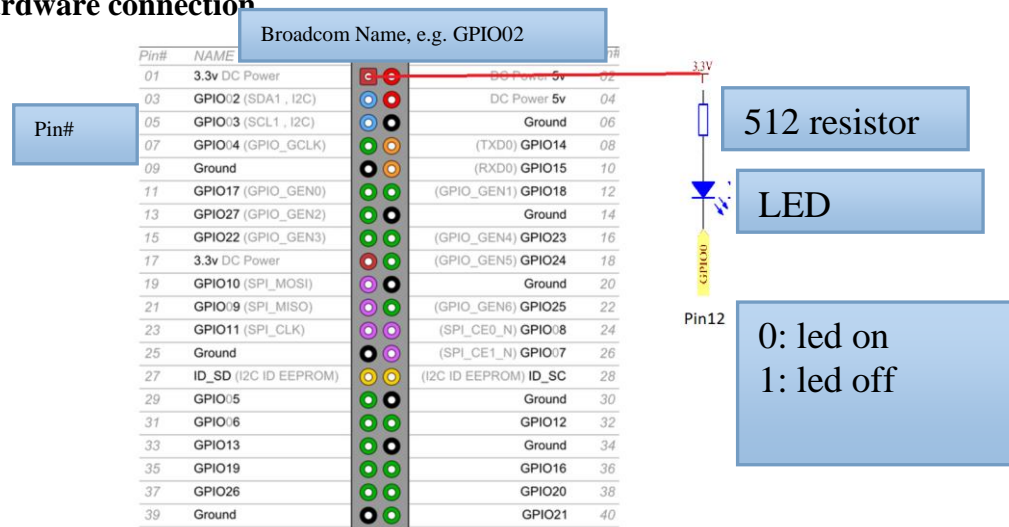 rdware connection
Broadcom Name, e.g. GPIO02
Pin# NAME
01 3.3v DC Power DC Power 5v 02
03 GPIO02 (SDA1 , I2C) DC Power 5v 04
05 GPIO03 (SCL1 , I2C) Ground 06
07 GPIO04 (GPIO_GCLK) (TXD0) GPIO14 08
09 Ground (RXD0) GPIO15 10
11 GPIO17 (GPIO_GEN0) (GPIO_GEN1) GPIO18 12
13 GPIO27 (GPIO_GEN2) Ground 14
15 GPIO22 (GPIO_GEN3) (GPIO_GEN4) GPIO23 16
17 3.3v DC Power (GPIO_GEN5) GPIO24 18
19 GPIO10 (SPI_MOSI) Ground 20
21 GPIO09 (SPI_MISO) (GPIO_GEN6) GPIO25 22
23 GPIO11 (SPI_CLK) (SPI_CE0_N) GPIO08 24
25 Ground (SPI_CE1_N) GPIO07 26
27 ID_SD (I2C ID EEPROM) (I2C ID EEPROM) ID_SC 28
29 GPIO05 Ground 30
31 GPIO06 GPIO12 32
33 GPIO13 Ground 34
35 GPIO19 GPIO16 36
37 GPIO26 GPIO20 38
39 Ground GPIO21 40
Pin#
3.3V
512 resistor
LED
GPIO0
Pin12
0: led on
1: led off